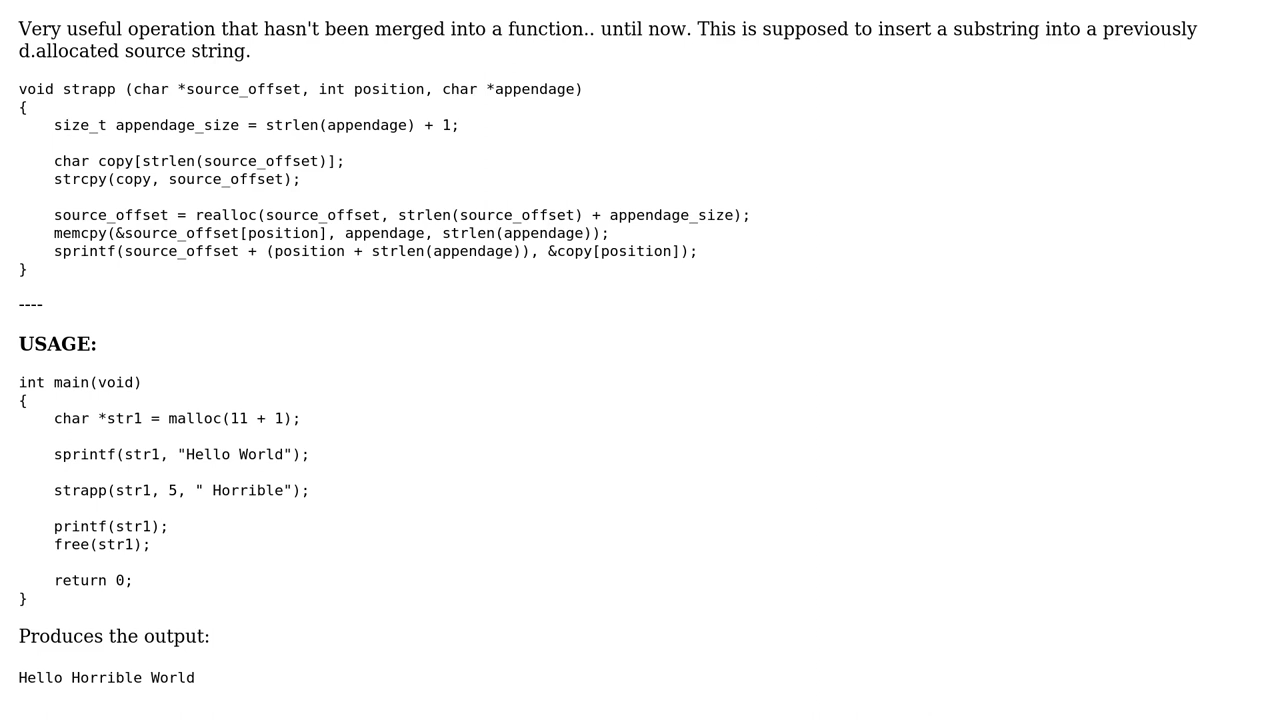 Very useful operation that hasn't been merged into a function.. until now. This is supposed to insert a substring into a previously
d.allocated source string.
void strapp (char *source_offset, int position, char *appendage)
{
    size_t appendage_size = strlen(appendage) + 1;
    char copy[strlen(source_offset)];
    strcpy(copy, source_offset);
    source_offset = realloc(source_offset, strlen(source_offset) + appendage_size);
    memcpy(&source_offset[position], appendage, strlen(appendage));
    sprintf(source_offset + (position + strlen(appendage)), &copy[position]);
}
----
USAGE:
int main(void)
{
    char *str1 = malloc(11 + 1);
    sprintf(str1, "Hello World");
    strapp(str1, 5, " Horrible");
    printf(str1);
    free(str1);
    return 0;
}
Produces the output:
Hello Horrible World